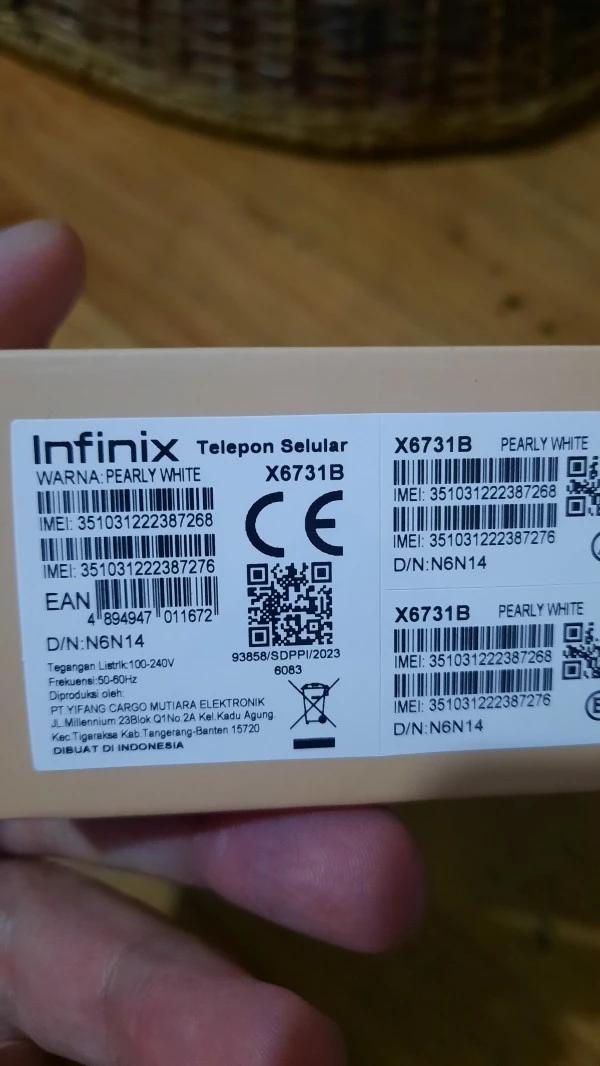 Infinix Telepon Selular
WARNA: PEARLY WHITE X6731B
IMEI: 351031222387268
IMEI: 351031222387276
EAN
4 894947 011672
D/N:N6N14
CE
93858/SDPPI/2023
6083
Tegangan Listrik:100-240V
Frekuensi:50-60Hz
Diproduksi oleh:
PT.YIFANG CARGO MUTIARA ELEKTRONIK
JL.Millennium 23Blok Q1No.2A Kel.Kadu Agung.
Kec.Tigaraksa Kab.Tangerang-Banten 15720
DIBUAT DI INDONESIA
X6731B PEARLY WHITE
IMEI: 351031222387268
IMEI: 351031222387276
D/N:N6N14
X6731B PEARLY WHITE
IMEI: 351031222387268
IMEI: 351031222387276
D/N:N6N14